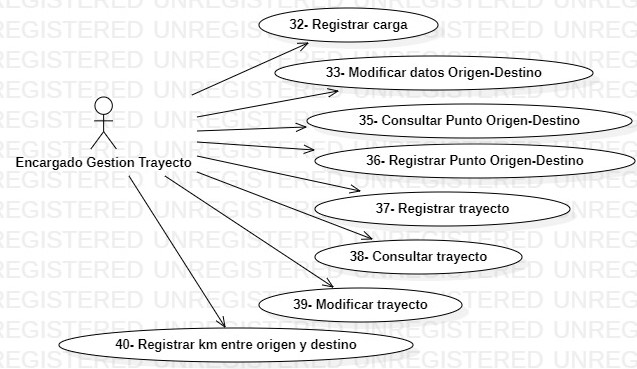 32- Registrar carga
33- Modificar datos Origen-Destino
35- Consultar Punto Origen-Destino
Encargado Gestion Trayecto
36- Registrar Punto Origen-Destino
37- Registrar trayecto
38- Consultar trayecto
39- Modificar trayecto
40- Registrar km entre origen y destino
UNREGISTERED